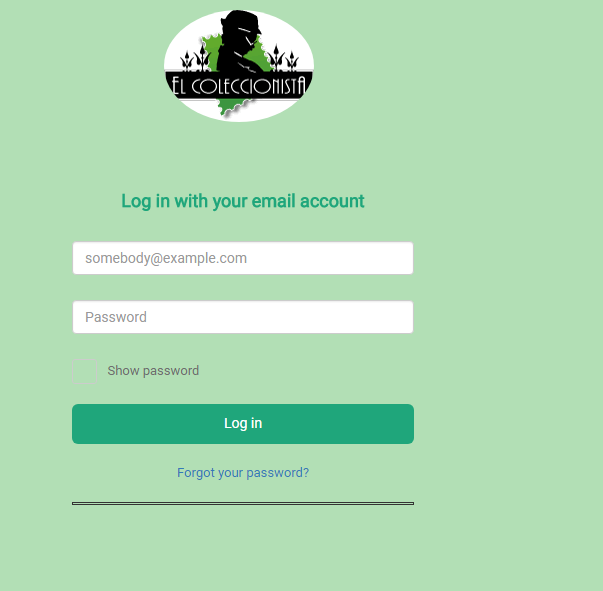 EL COLECCIONISTA
Log in with your email account
somebody@example.com
Password
Show password
Log in
Forgot your password?